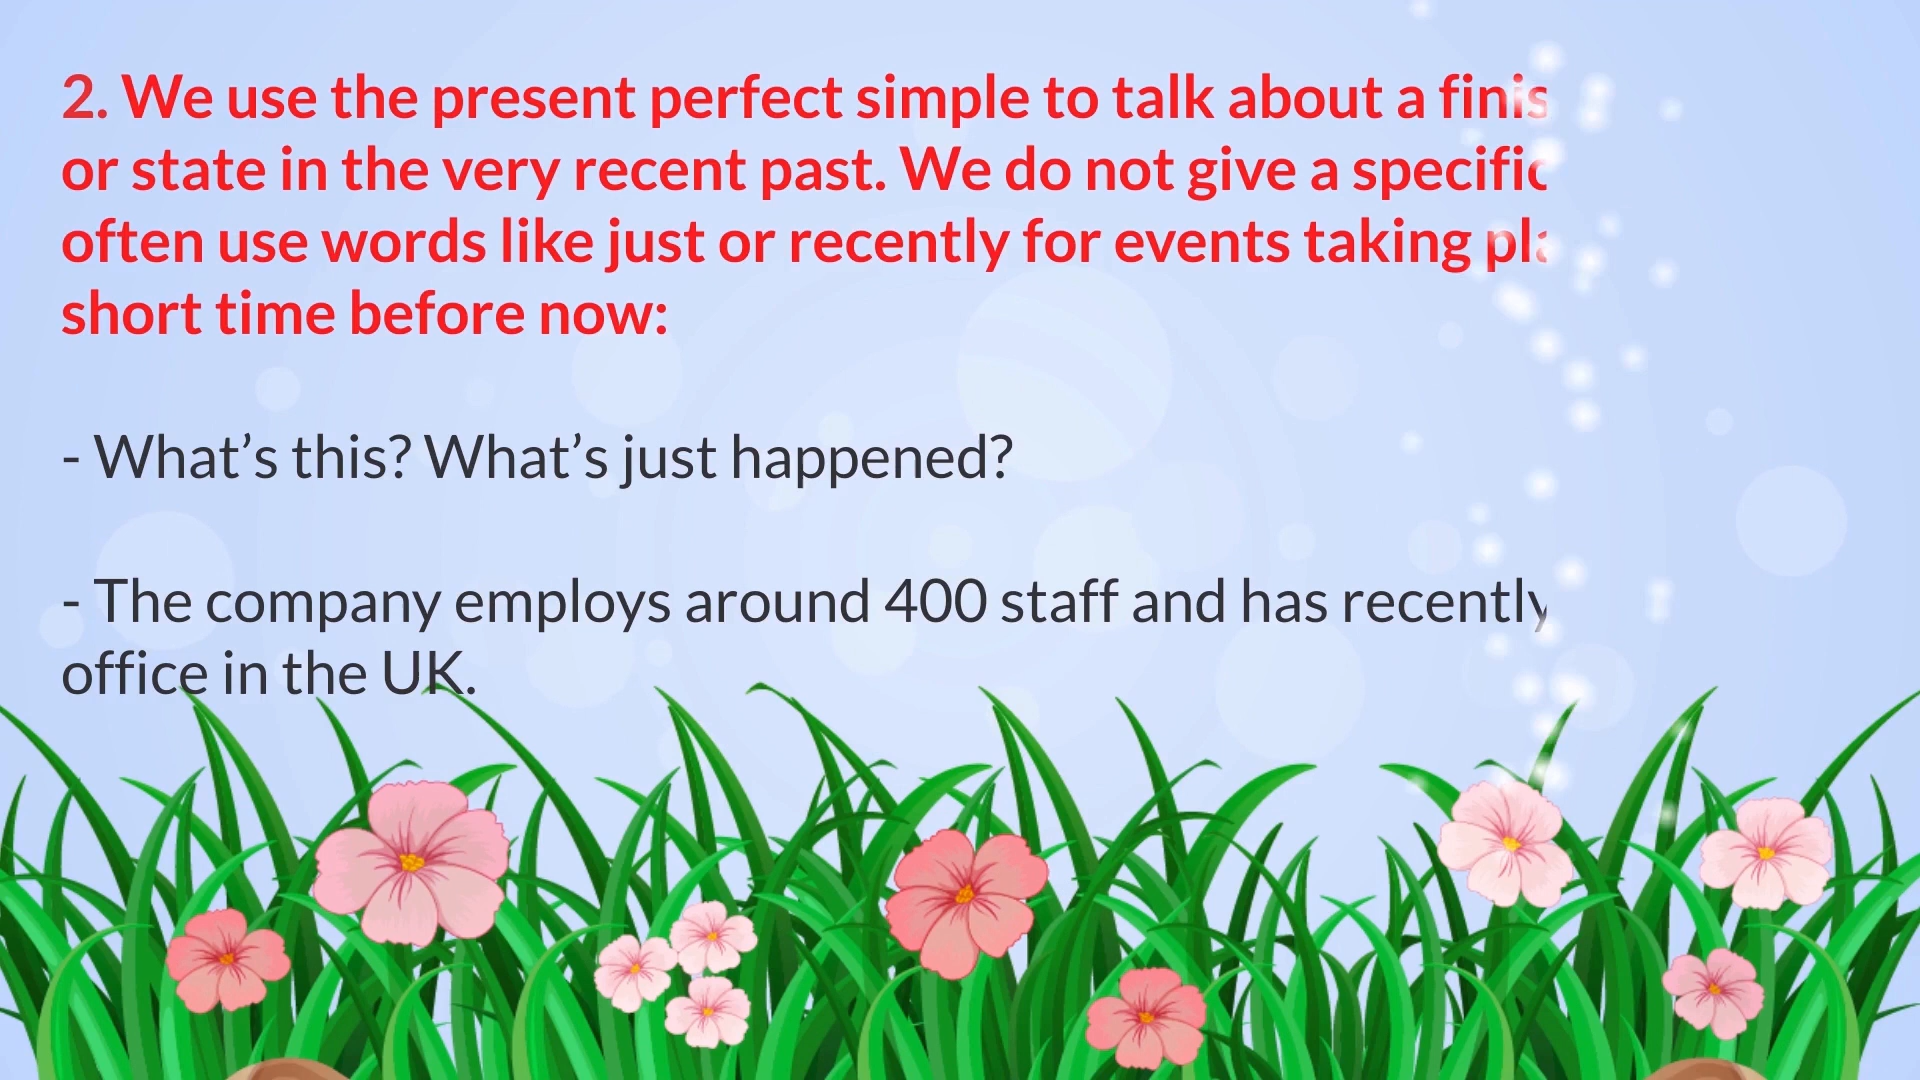 2. We use the present perfect simple to talk about a
or state in the very recent past. We do not give a specific
often use words like just or recently for events taking
short time before now:
- What’s this? What’s just happened?
- The company employs around 400 staff and has recently
office in the UK.